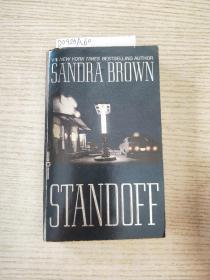 #1 NEW YORK TIMES BESTSELLING AUTHOR
SANDRA BROWN
STANDOFF